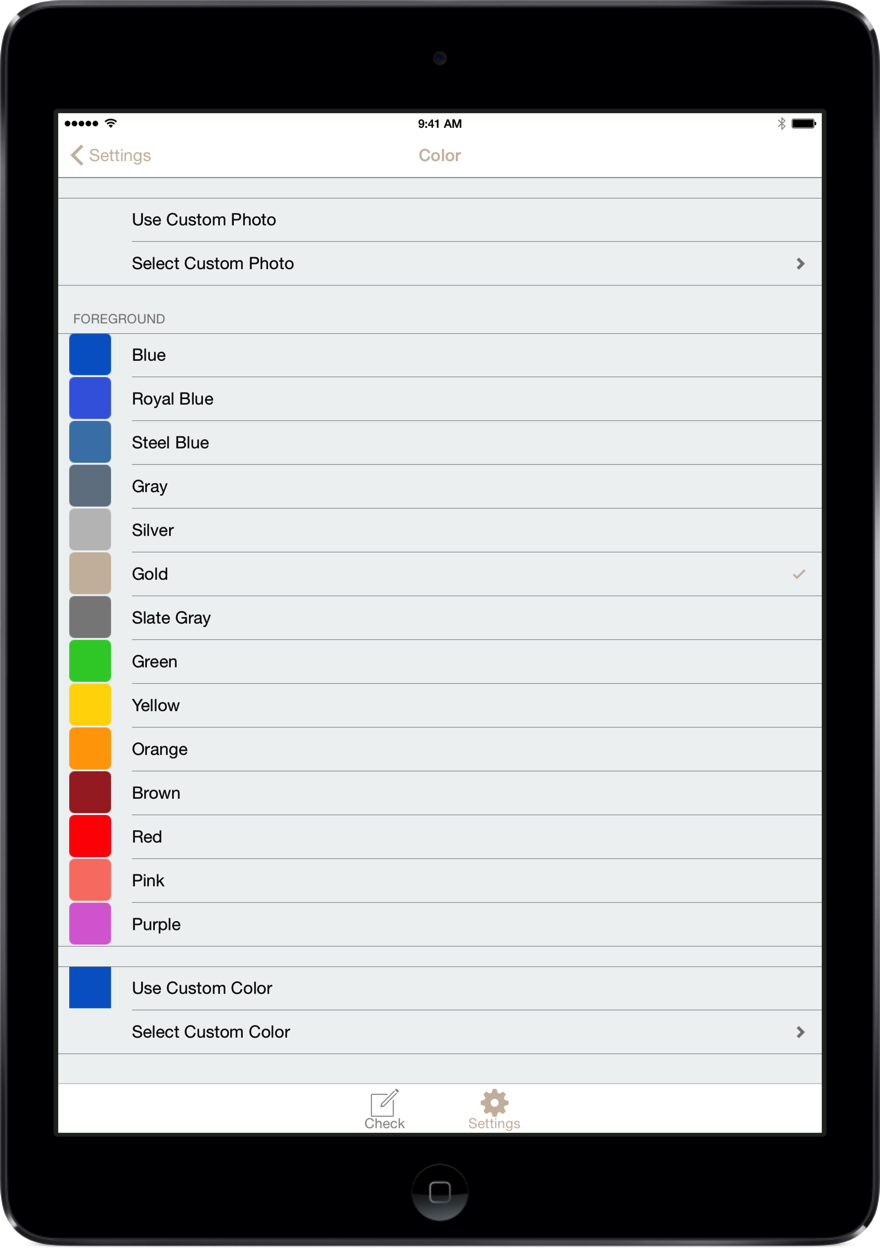 9:41 AM
Settings
Color
Use Custom Photo
Select Custom Photo
FOREGROUND
Blue
Royal Blue
Steel Blue
Gray
Silver
Gold
Slate Gray
Green
Yellow
Orange
Brown
Red
Pink
Purple
Use Custom Color
Select Custom Color
Check
Settings